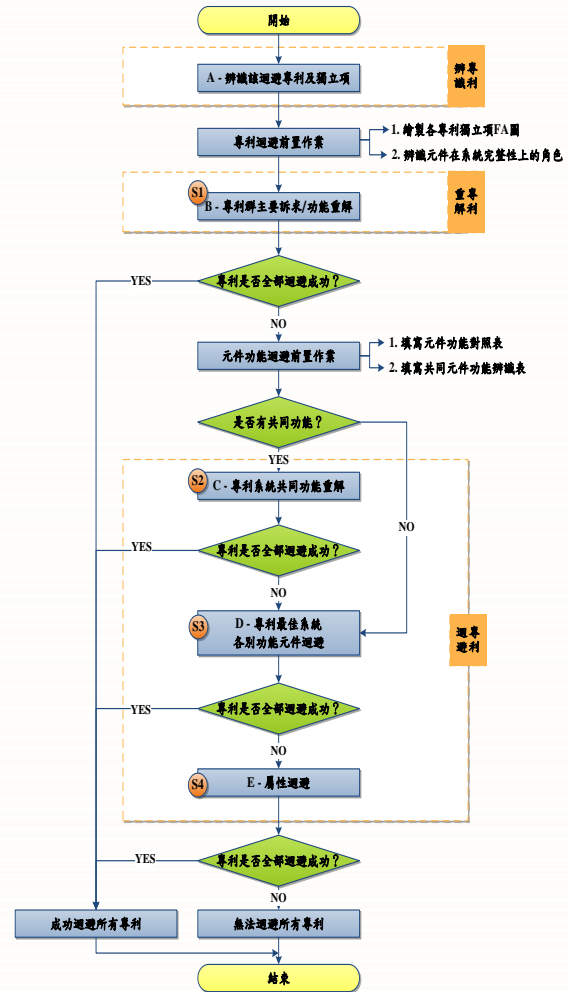 開始
A - 辨識該迴避專利及獨立項
辨專
識利
專利迴避前置作業
1. 繪製各專利獨立項FA圖
2. 辨識元件在系統完整性上的角色
S1
B - 專利群主要訴求/功能重解
重專
解利
專利是否全部迴避成功？
YES
NO
元件功能迴避前置作業
1. 填寫元件功能對照表
2. 填寫共同元件功能辨識表
是否有共同功能？
YES
S2
C - 專利系統共同功能重解
NO
專利是否全部迴避成功？
YES
NO
S3
D - 專利最佳系統
各別功能元件迴避
迴專
避利
專利是否全部迴避成功？
YES
NO
S4
E - 屬性迴避
專利是否全部迴避成功？
YES
NO
成功迴避所有專利
無法迴避所有專利
結束